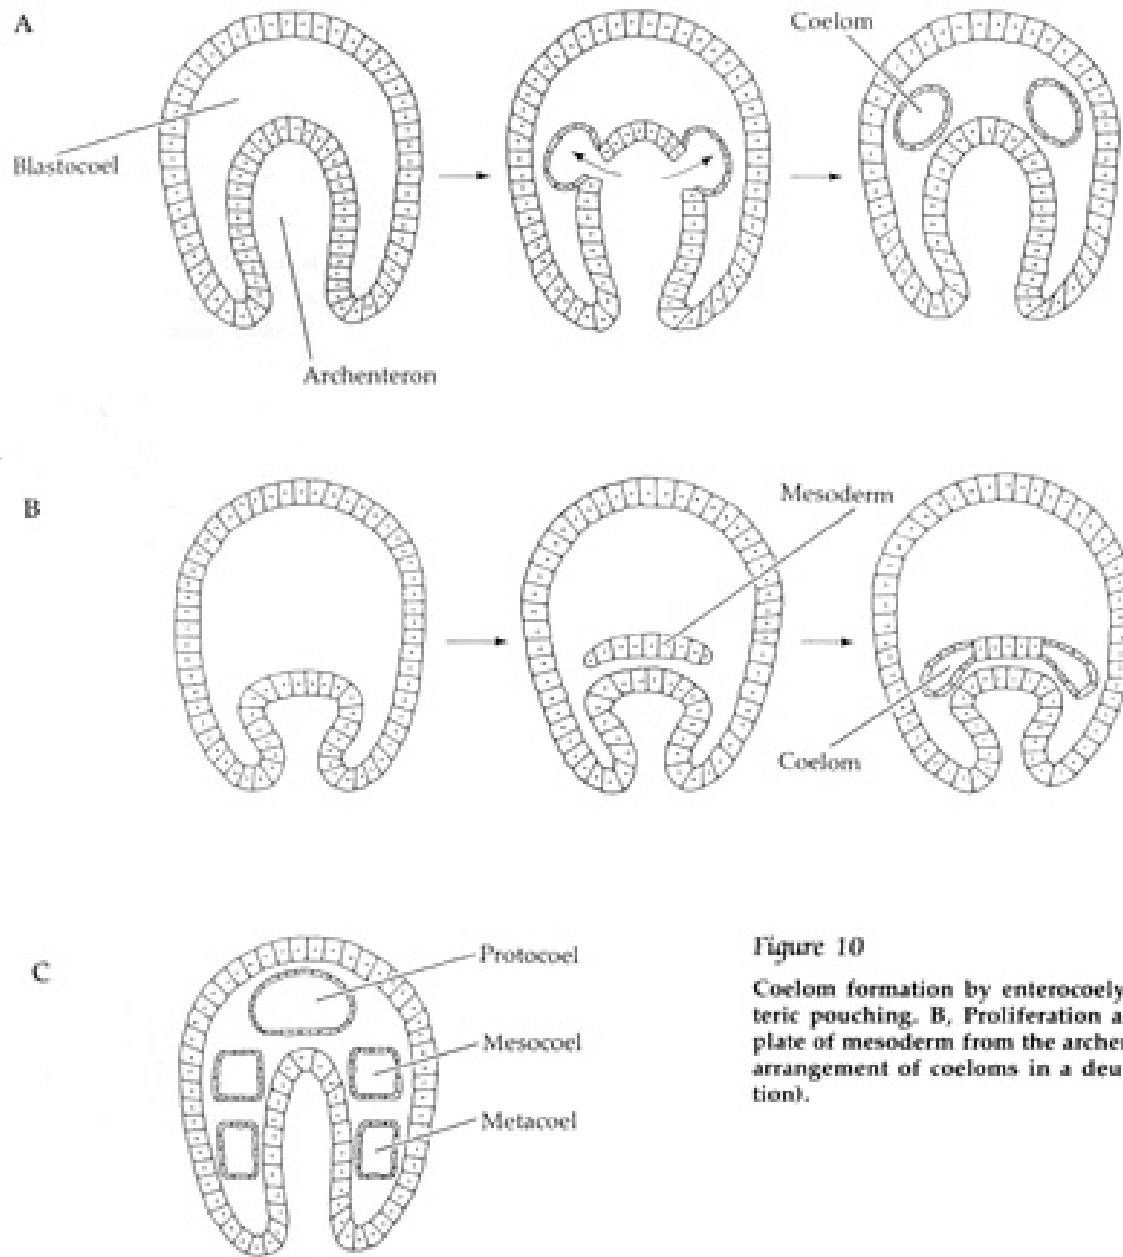 A
Coelom
Blastocoel
Archenteron
B
Mesoderm
Coelom
C
Protocoel
Mesocoel
Metacoel
Figure 10
Coelom formation by enterocoely
teric pouching. B, Proliferation a
plate of mesoderm from the archen
arrangement of coeloms in a deu
tion).